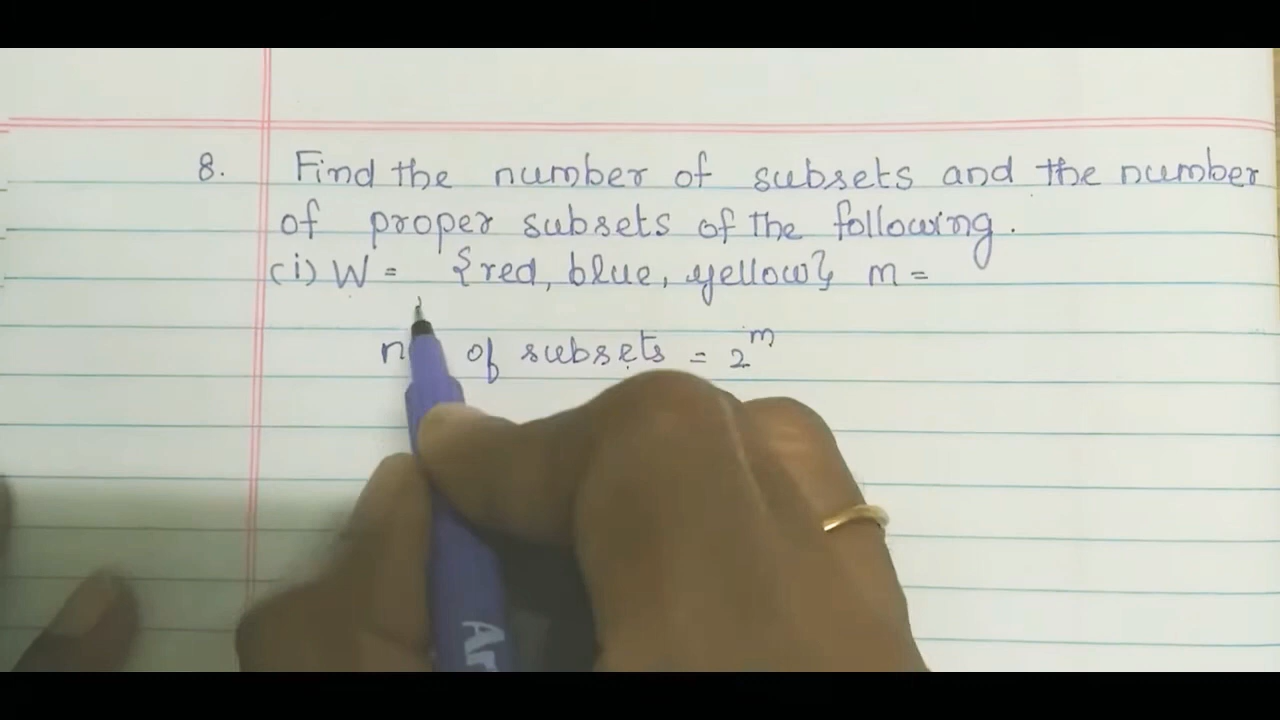 8. Find the number of subsets and the number
of proper subsets of the following.
(i) W = {red, blue, yellow} m =
of subsets = 2^m